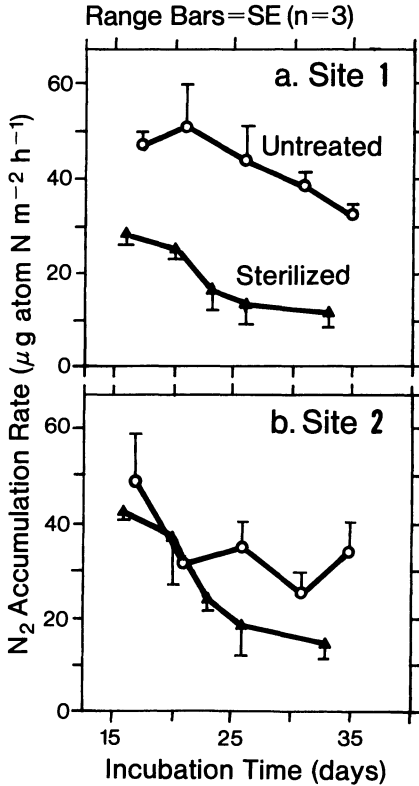 Range Bars=SE (n=3)
N2 Accumulation Rate (μg atom N m−2 h−1)
a. Site 1
60
Untreated
40
Sterilized
20
0
b. Site 2
60
40
20
0
15 25 35
Incubation Time (days)